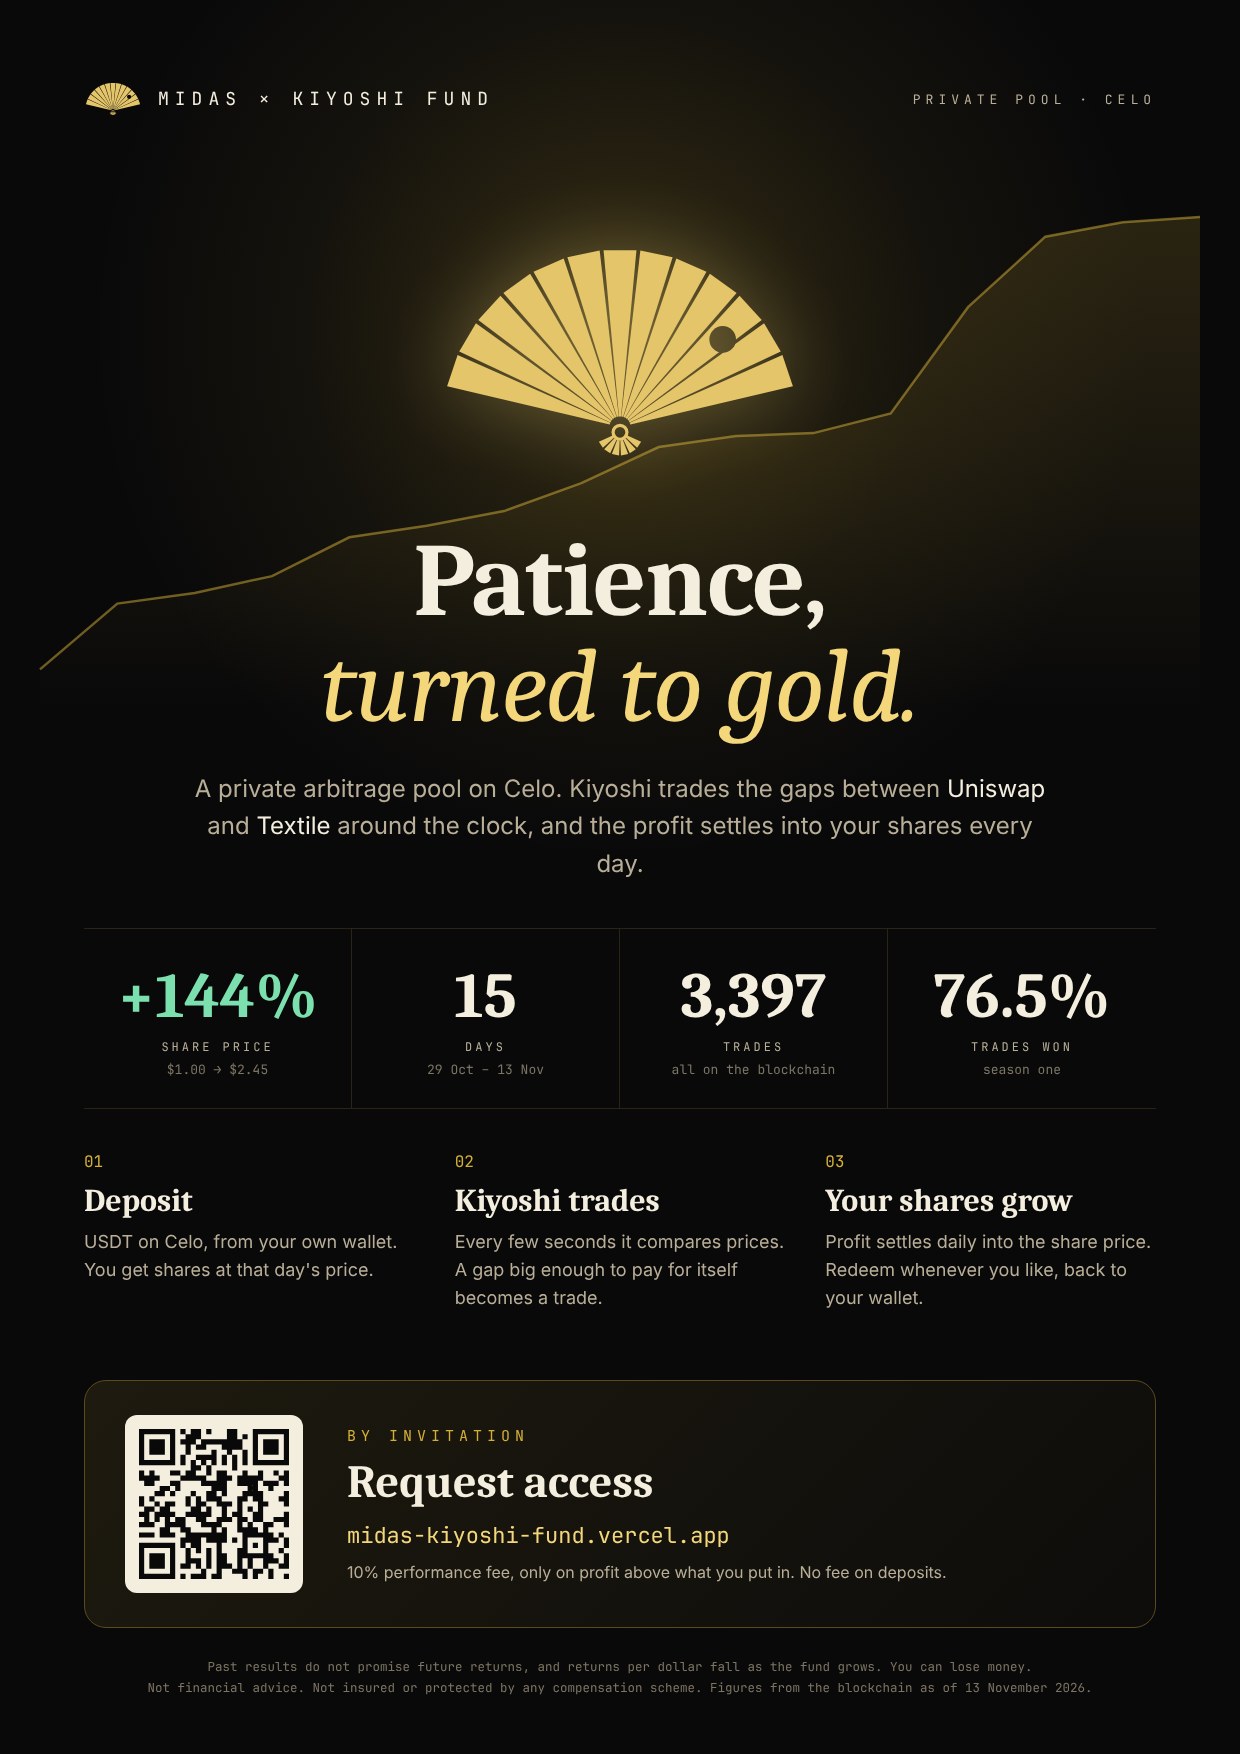 MIDAS × KIYOSHI FUND
PRIVATE POOL · CELO
Patience,
turned to gold.
A private arbitrage pool on Celo. Kiyoshi trades the gaps between Uniswap
and Textile around the clock, and the profit settles into your shares every
day.
+144%
SHARE PRICE
$1.00 → $2.45
15
DAYS
29 Oct – 13 Nov
3,397
TRADES
all on the blockchain
76.5%
TRADES WON
season one
01
Deposit
USDT on Celo, from your own wallet.
You get shares at that day's price.
02
Kiyoshi trades
Every few seconds it compares prices.
A gap big enough to pay for itself
becomes a trade.
03
Your shares grow
Profit settles daily into the share price.
Redeem whenever you like, back to
your wallet.
BY INVITATION
Request access
midas-kiyoshi-fund.vercel.app
10% performance fee, only on profit above what you put in. No fee on deposits.
Past results do not promise future returns, and returns per dollar fall as the fund grows. You can lose money.
Not financial advice. Not insured or protected by any compensation scheme. Figures from the blockchain as of 13 November 2026.